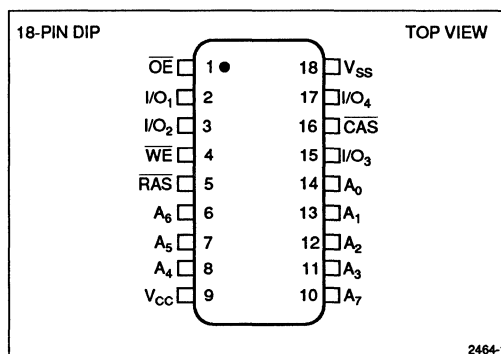 18-PIN DIP TOP VIEW
OE 1 18 VSS
I/O1 2 17 I/O4
I/O2 3 16 CAS
WE 4 15 I/O3
RAS 5 14 A0
A6 6 13 A1
A5 7 12 A2
A4 8 11 A3
VCC 9 10 A7